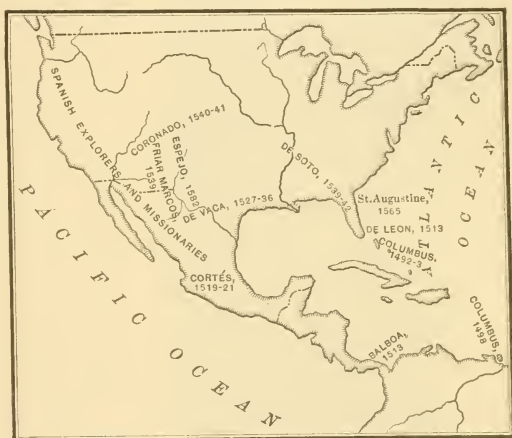 SPANISH EXPLORERS AND MISSIONARIES
CORONADO, 1540-41
FRIAR MARCOS,
1539
ESPEJO, 1582
DE VACA, 1527-36
DE SOTO, 1539-42
St. Augustine,
1565
DE LEON, 1513
COLUMBUS,
1492-3
ATLANTIC
OCEAN
CORTÉS,
1519-21
BALBOA,
1513
COLUMBUS,
1498
PACIFIC OCEAN